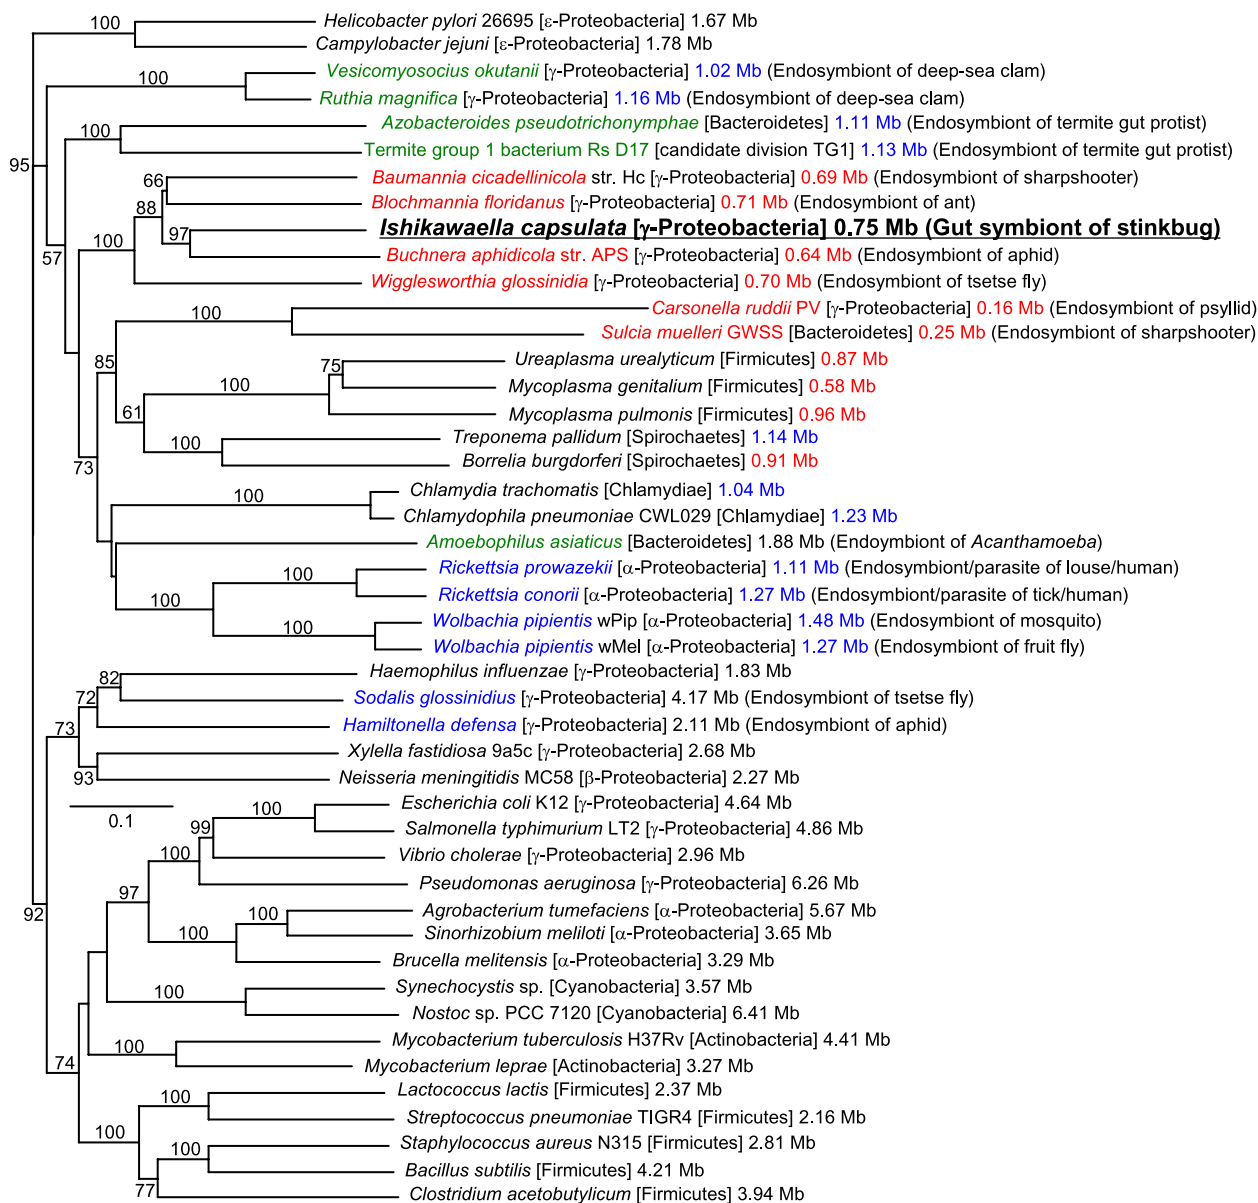 100
Helicobacter pylori 26695 [ε-Proteobacteria] 1.67 Mb
Campylobacter jejuni [ε-Proteobacteria] 1.78 Mb
100
Vesicomyosocius okutanii [γ-Proteobacteria] 1.02 Mb (Endosymbiont of deep-sea clam)
Ruthia magnifica [γ-Proteobacteria] 1.16 Mb (Endosymbiont of deep-sea clam)
100
Azobacteroides pseudotrichonymphae [Bacteroidetes] 1.11 Mb (Endosymbiont of termite gut protist)
Termite group 1 bacterium Rs D17 [candidate division TG1] 1.13 Mb (Endosymbiont of termite gut protist)
95
66
Baumannia cicadellinicola str. Hc [γ-Proteobacteria] 0.69 Mb (Endosymbiont of sharpshooter)
Blochmannia floridanus [γ-Proteobacteria] 0.71 Mb (Endosymbiont of ant)
88
Ishikawaella capsulata [γ-Proteobacteria] 0.75 Mb (Gut symbiont of stinkbug)
97
100
57
Buchnera aphidicola str. APS [γ-Proteobacteria] 0.64 Mb (Endosymbiont of aphid)
Wigglesworthia glossinidia [γ-Proteobacteria] 0.70 Mb (Endosymbiont of tsetse fly)
100
Carsonella ruddii PV [γ-Proteobacteria] 0.16 Mb (Endosymbiont of psyllid)
Sulcia muelleri GWSS [Bacteroidetes] 0.25 Mb (Endosymbiont of sharpshooter)
85
75
Ureaplasma urealyticum [Firmicutes] 0.87 Mb
100
Mycoplasma genitalium [Firmicutes] 0.58 Mb
61
Mycoplasma pulmonis [Firmicutes] 0.96 Mb
100
Treponema pallidum [Spirochaetes] 1.14 Mb
73
Borrelia burgdorferi [Spirochaetes] 0.91 Mb
100
Chlamydia trachomatis [Chlamydiae] 1.04 Mb
Chlamydophila pneumoniae CWL029 [Chlamydiae] 1.23 Mb
Amoebophilus asiaticus [Bacteroidetes] 1.88 Mb (Endoymbiont of Acanthamoeba)
100
Rickettsia prowazekii [α-Proteobacteria] 1.11 Mb (Endosymbiont/parasite of louse/human)
100
Rickettsia conorii [α-Proteobacteria] 1.27 Mb (Endosymbiont/parasite of tick/human)
100
Wolbachia pipientis wPip [α-Proteobacteria] 1.48 Mb (Endosymbiont of mosquito)
Wolbachia pipientis wMel [α-Proteobacteria] 1.27 Mb (Endosymbiont of fruit fly)
82
Haemophilus influenzae [γ-Proteobacteria] 1.83 Mb
72
Sodalis glossinidius [γ-Proteobacteria] 4.17 Mb (Endosymbiont of tsetse fly)
73
Hamiltonella defensa [γ-Proteobacteria] 2.11 Mb (Endosymbiont of aphid)
Xylella fastidiosa 9a5c [γ-Proteobacteria] 2.68 Mb
93
Neisseria meningitidis MC58 [β-Proteobacteria] 2.27 Mb
0.1
100
Escherichia coli K12 [γ-Proteobacteria] 4.64 Mb
99
Salmonella typhimurium LT2 [γ-Proteobacteria] 4.86 Mb
100
Vibrio cholerae [γ-Proteobacteria] 2.96 Mb
Pseudomonas aeruginosa [γ-Proteobacteria] 6.26 Mb
97
92
100
Agrobacterium tumefaciens [α-Proteobacteria] 5.67 Mb
100
Sinorhizobium meliloti [α-Proteobacteria] 3.65 Mb
Brucella melitensis [α-Proteobacteria] 3.29 Mb
100
Synechocystis sp. [Cyanobacteria] 3.57 Mb
Nostoc sp. PCC 7120 [Cyanobacteria] 6.41 Mb
100
Mycobacterium tuberculosis H37Rv [Actinobacteria] 4.41 Mb
74
Mycobacterium leprae [Actinobacteria] 3.27 Mb
100
Lactococcus lactis [Firmicutes] 2.37 Mb
Streptococcus pneumoniae TIGR4 [Firmicutes] 2.16 Mb
100
100
Staphylococcus aureus N315 [Firmicutes] 2.81 Mb
Bacillus subtilis [Firmicutes] 4.21 Mb
77
Clostridium acetobutylicum [Firmicutes] 3.94 Mb